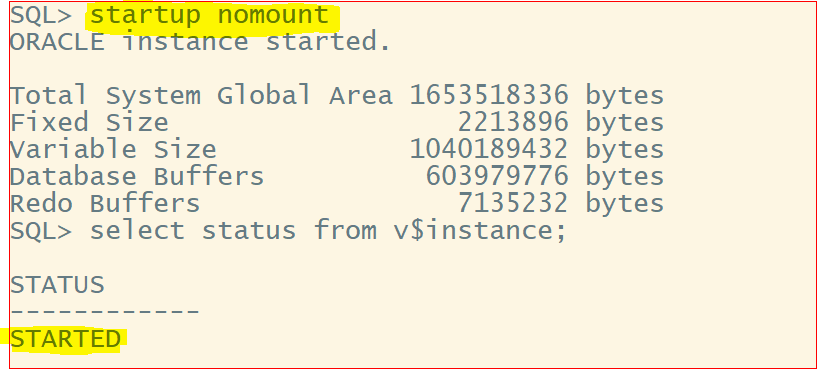 SQL> startup nomount
ORACLE instance started.
Total System Global Area 1653518336 bytes
Fixed Size 2213896 bytes
Variable Size 1040189432 bytes
Database Buffers 603979776 bytes
Redo Buffers 7135232 bytes
SQL> select status from v$instance;
STATUS
------------
STARTED